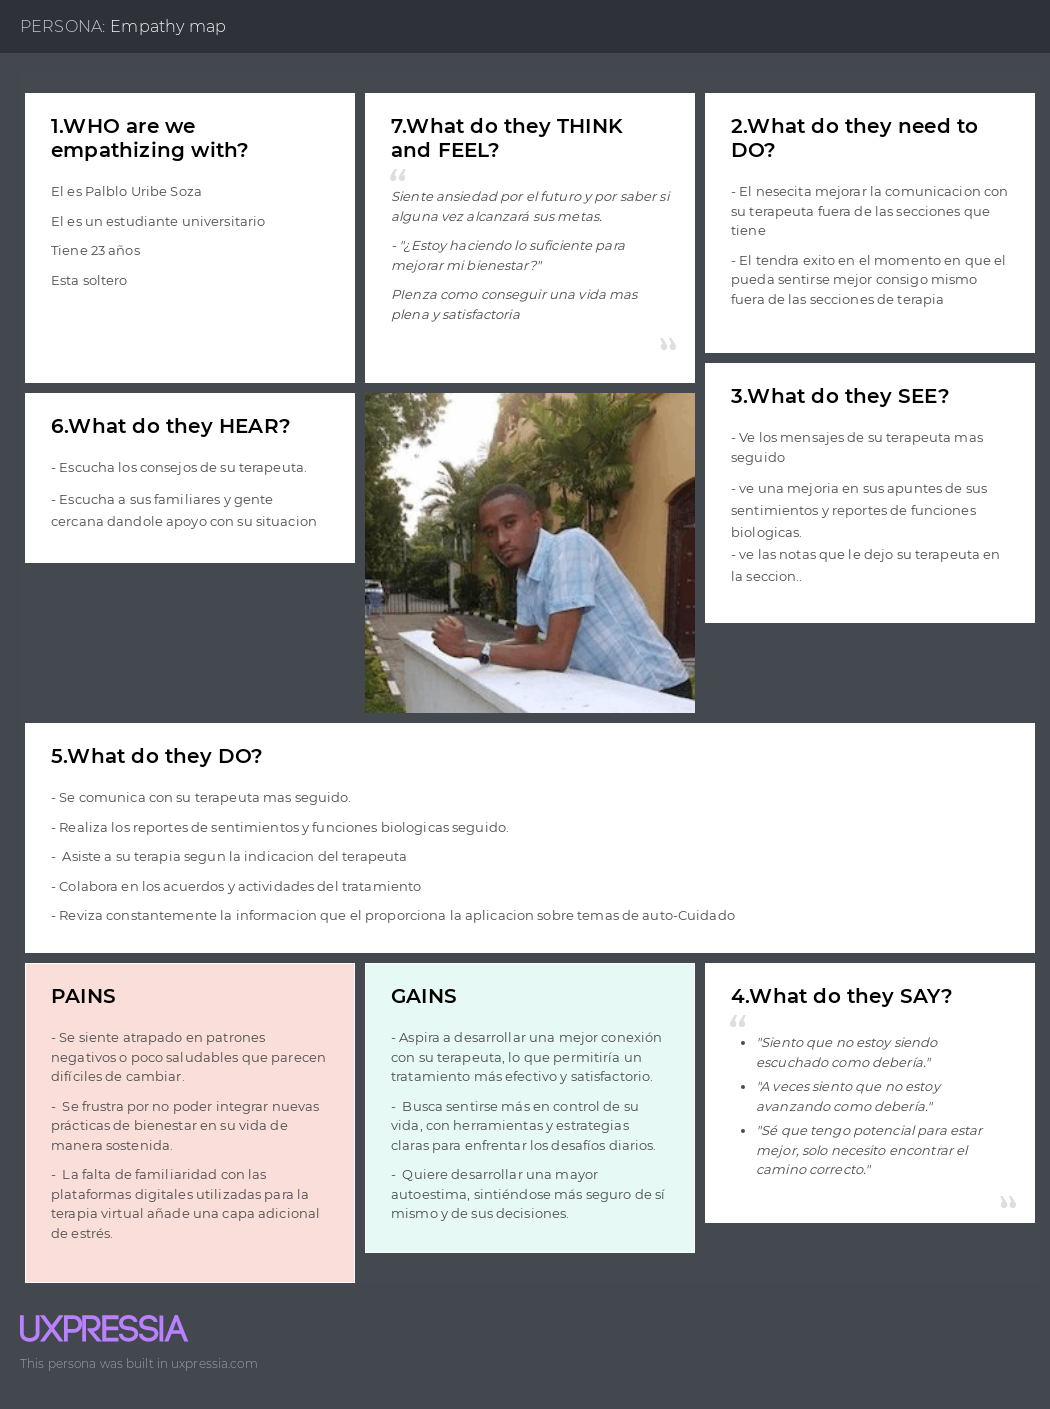 PERSONA: Empathy map
1.WHO are we
empathizing with?
El es Palblo Uribe Soza
El es un estudiante universitario
Tiene 23 años
Esta soltero
7.What do they THINK
and FEEL?
“
Siente ansiedad por el futuro y por saber si
alguna vez alcanzará sus metas.
- "¿Estoy haciendo lo suficiente para
mejorar mi bienestar?"
PIenza como conseguir una vida mas
plena y satisfactoria
”
2.What do they need to
DO?
- El nesecita mejorar la comunicacion con
su terapeuta fuera de las secciones que
tiene
- El tendra exito en el momento en que el
pueda sentirse mejor consigo mismo
fuera de las secciones de terapia
6.What do they HEAR?
- Escucha los consejos de su terapeuta.
- Escucha a sus familiares y gente
cercana dandole apoyo con su situacion
3.What do they SEE?
- Ve los mensajes de su terapeuta mas
seguido
- ve una mejoria en sus apuntes de sus
sentimientos y reportes de funciones
biologicas.
- ve las notas que le dejo su terapeuta en
la seccion..
5.What do they DO?
- Se comunica con su terapeuta mas seguido.
- Realiza los reportes de sentimientos y funciones biologicas seguido.
- Asiste a su terapia segun la indicacion del terapeuta
- Colabora en los acuerdos y actividades del tratamiento
- Reviza constantemente la informacion que el proporciona la aplicacion sobre temas de auto-Cuidado
PAINS
- Se siente atrapado en patrones
negativos o poco saludables que parecen
difíciles de cambiar.
- Se frustra por no poder integrar nuevas
prácticas de bienestar en su vida de
manera sostenida.
- La falta de familiaridad con las
plataformas digitales utilizadas para la
terapia virtual añade una capa adicional
de estrés.
GAINS
- Aspira a desarrollar una mejor conexión
con su terapeuta, lo que permitiría un
tratamiento más efectivo y satisfactorio.
- Busca sentirse más en control de su
vida, con herramientas y estrategias
claras para enfrentar los desafíos diarios.
- Quiere desarrollar una mayor
autoestima, sintiéndose más seguro de sí
mismo y de sus decisiones.
4.What do they SAY?
“
• "Siento que no estoy siendo
escuchado como debería."
• "A veces siento que no estoy
avanzando como debería."
• "Sé que tengo potencial para estar
mejor, solo necesito encontrar el
camino correcto."
”
UXPRESSIA
This persona was built in uxpressia.com